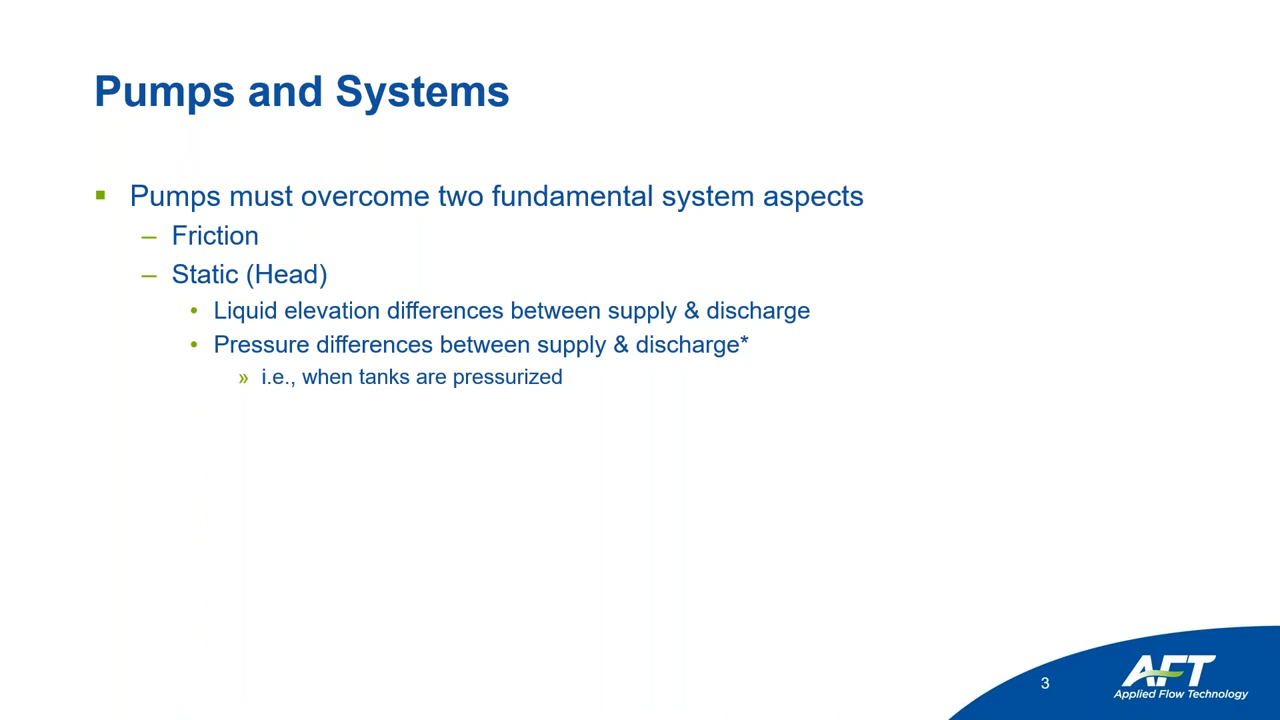 Pumps and Systems
Pumps must overcome two fundamental system aspects
– Friction
– Static (Head)
• Liquid elevation differences between supply & discharge
• Pressure differences between supply & discharge*
» i.e., when tanks are pressurized
3
AFT
Applied Flow Technology